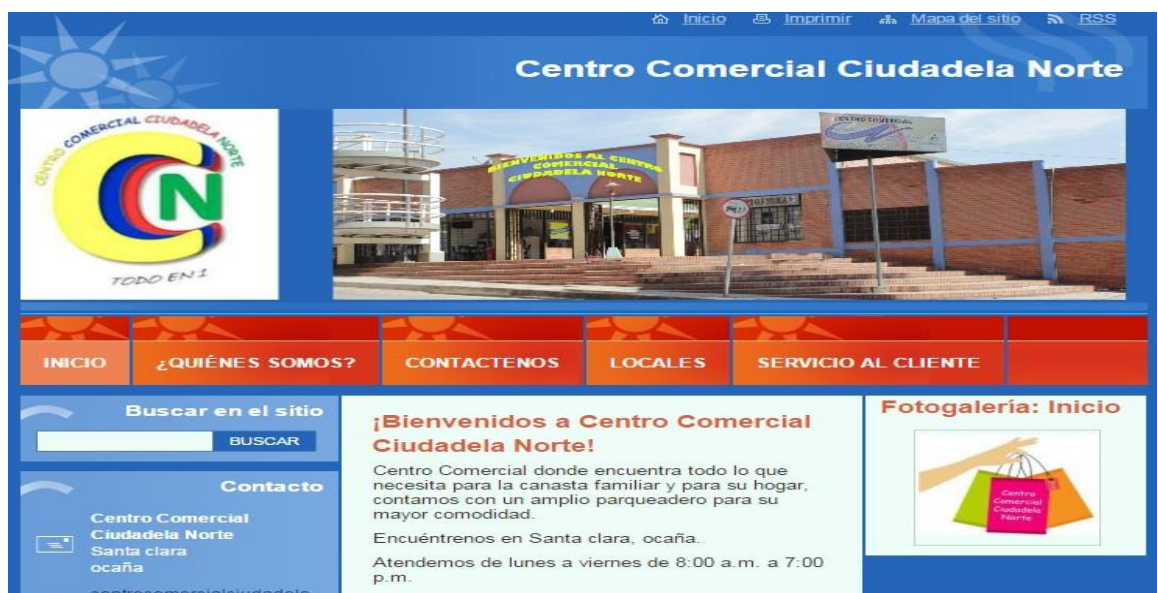 Inicio Imprimir Mapa del sitio RSS
Centro Comercial Ciudadela Norte
CENTRO COMERCIAL CIUDADELA NORTE
CCN
TODO EN 1
BIENVENIDOS AL CENTRO
COMERCIAL
CIUDADELA NORTE
CENTRO COMERCIAL
INICIO
¿QUIÉNES SOMOS?
CONTACTENOS
LOCALES
SERVICIO AL CLIENTE
Buscar en el sitio
BUSCAR
Contacto
Centro Comercial
Ciudadela Norte
Santa clara
ocaña
¡Bienvenidos a Centro Comercial
Ciudadela Norte!
Centro Comercial donde encuentra todo lo que
necesita para la canasta familiar y para su hogar,
contamos con un amplio parqueadero para su
mayor comodidad.
Encuéntrenos en Santa clara, ocaña.
Atendemos de lunes a viernes de 8:00 a.m. a 7:00
p.m.
Fotogalería: Inicio
Centro
Comercial
Ciudadela
Norte